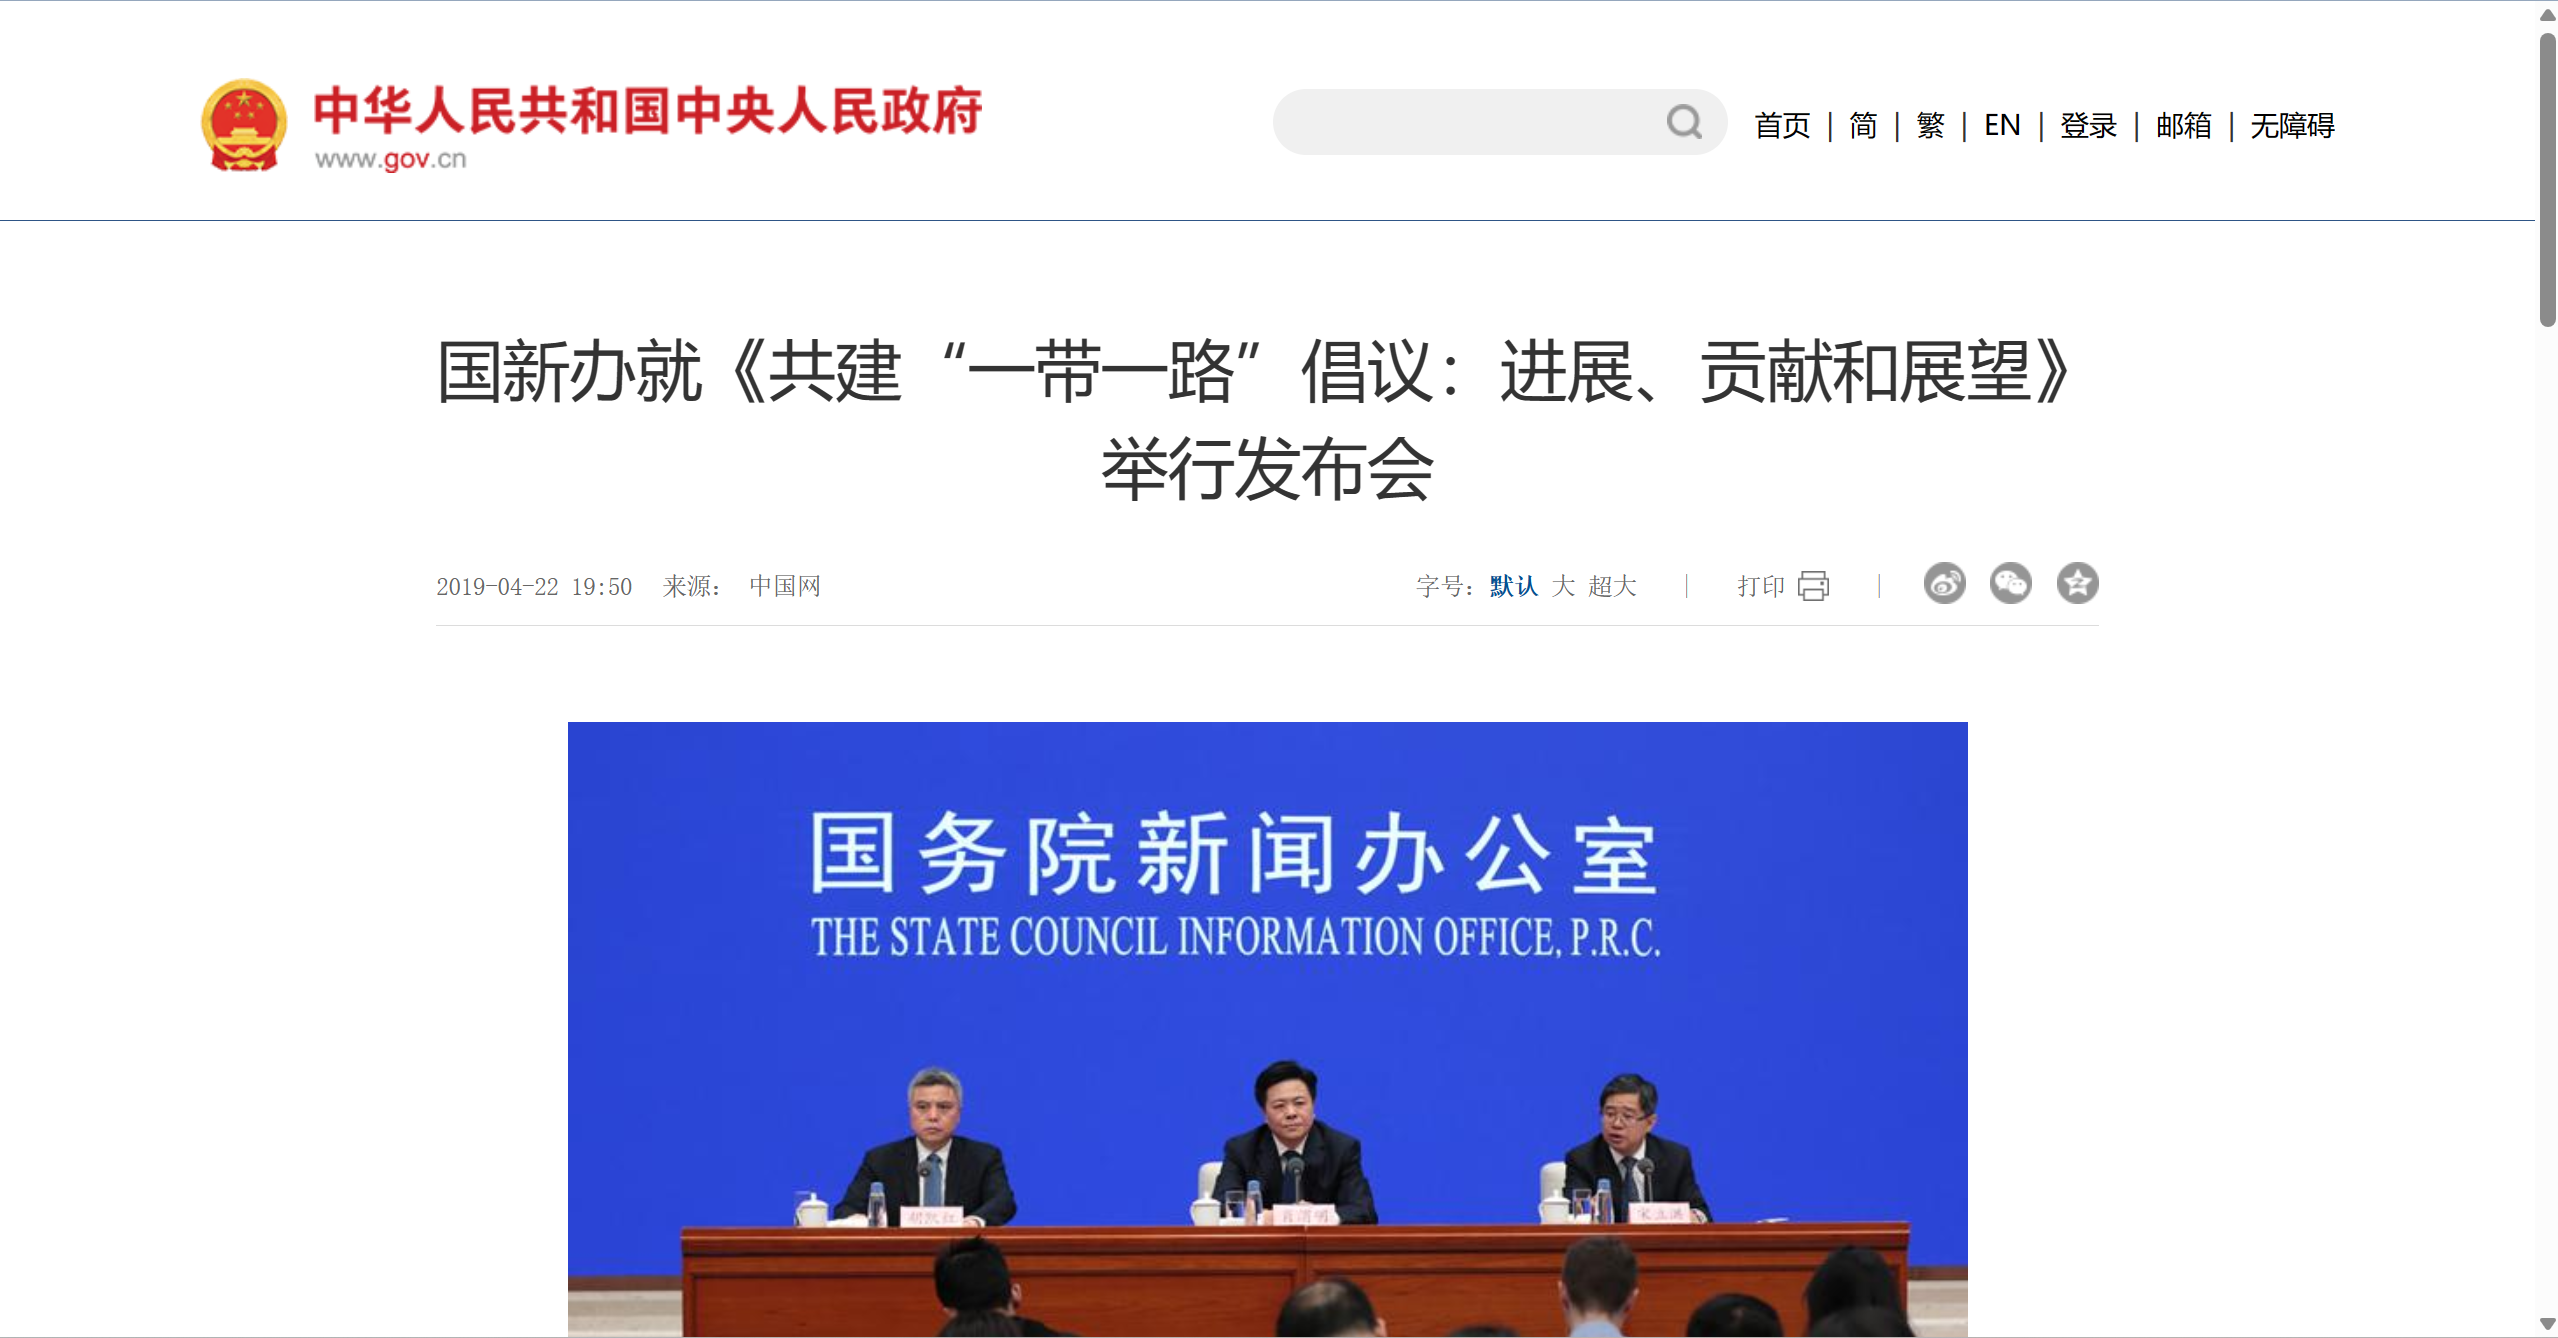 中华人民共和国中央人民政府
www.gov.cn
首页 | 简 | 繁 | EN | 登录 | 邮箱 | 无障碍
国新办就《共建“一带一路”倡议：进展、贡献和展望》
举行发布会
2019-04-22 19:50 来源： 中国网
字号：默认 大 超大 | 打印 |
国务院新闻办公室
THE STATE COUNCIL INFORMATION OFFICE, P.R.C.